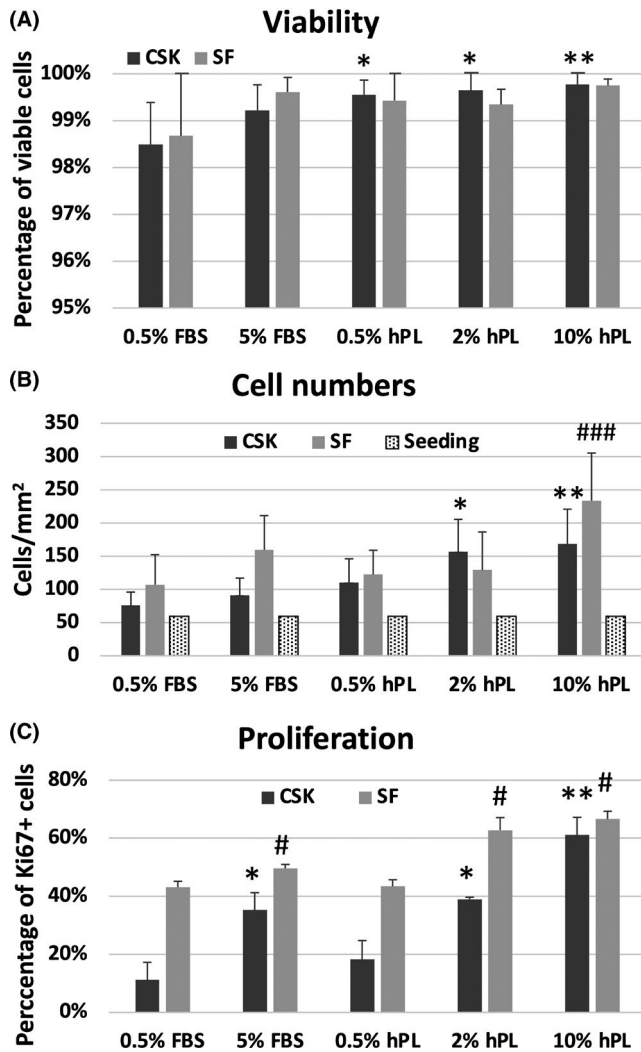 (A)
Viability
CSK SF
* * **
100%
99%
98%
97%
96%
95%
Percentage of viable cells
0.5% FBS 5% FBS 0.5% hPL 2% hPL 10% hPL
(B)
Cell numbers
CSK SF Seeding
###
* **
350
300
250
200
150
100
50
0
Cells/mm²
0.5% FBS 5% FBS 0.5% hPL 2% hPL 10% hPL
(C)
Proliferation
CSK SF
* # * # ** #
80%
60%
40%
20%
0%
Perccentage of Ki67+ cells
0.5% FBS 5% FBS 0.5% hPL 2% hPL 10% hPL